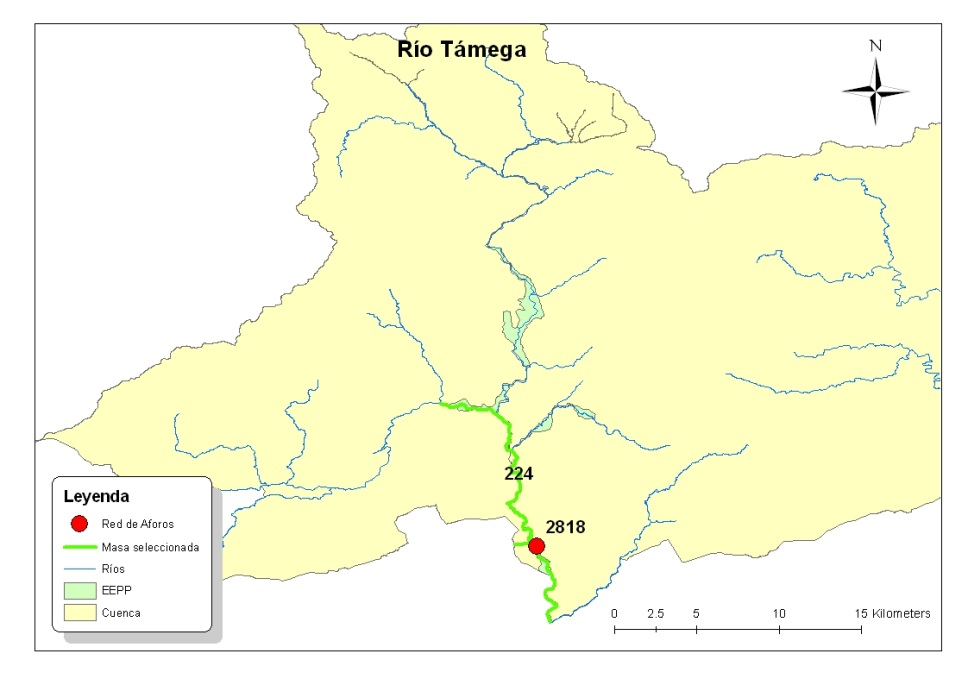 Río Támega
N
224
2818
Leyenda
Red de Aforos
Masa seleccionada
Ríos
EEPP
Cuenca
0 2.5 5 10 15 Kilometers